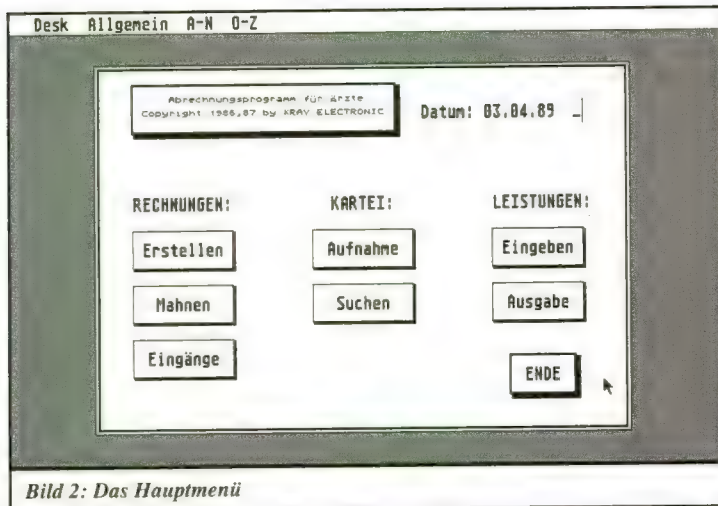 Desk Allgemein A-N O-Z
Abrechnungsprogramm für Ärzte
Copyright 1986,87 by KRAY ELECTRONIC
Datum: 03.04.89 _
RECHNUNGEN: KARTEI: LEISTUNGEN:
Erstellen Aufnahme Eingeben
Mahnen Suchen Ausgabe
Eingänge
ENDE
Bild 2: Das Hauptmenü